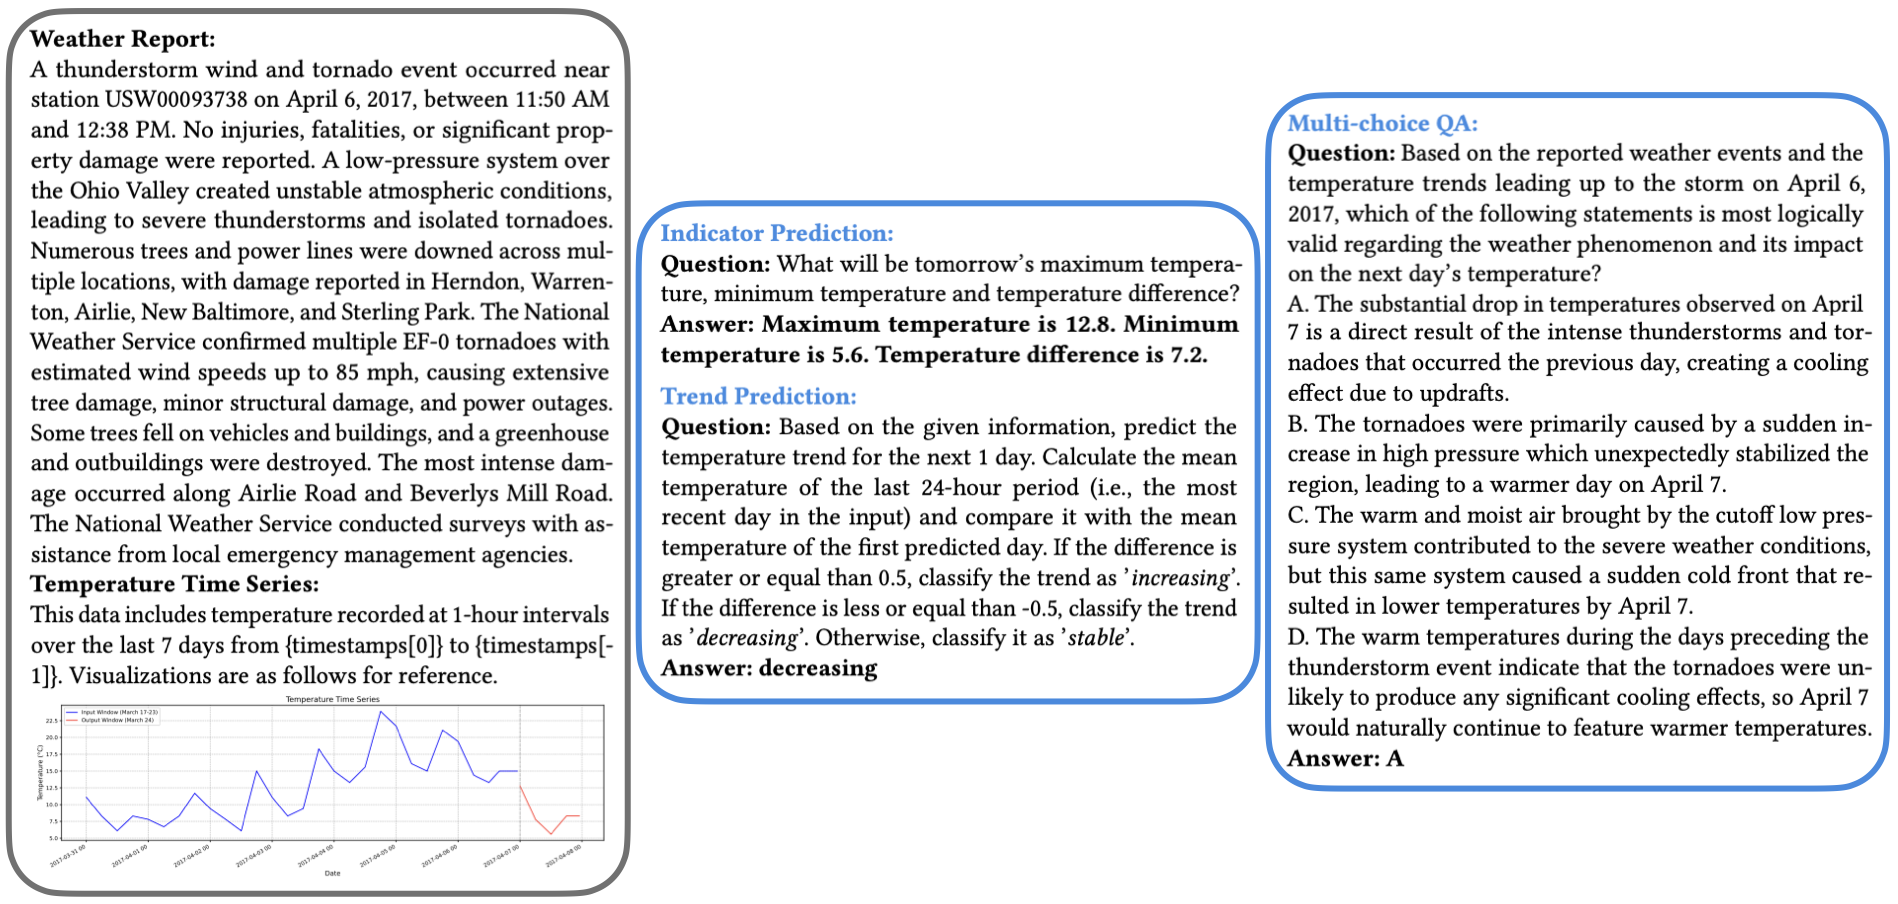 Weather Report:
A thunderstorm wind and tornado event occurred near
station USW00093738 on April 6, 2017, between 11:50 AM
and 12:38 PM. No injuries, fatalities, or significant prop-
erty damage were reported. A low-pressure system over
the Ohio Valley created unstable atmospheric conditions,
leading to severe thunderstorms and isolated tornadoes.
Numerous trees and power lines were downed across mul-
tiple locations, with damage reported in Herndon, Warren-
ton, Airlie, New Baltimore, and Sterling Park. The National
Weather Service confirmed multiple EF-0 tornadoes with
estimated wind speeds up to 85 mph, causing extensive
tree damage, minor structural damage, and power outages.
Some trees fell on vehicles and buildings, and a greenhouse
and outbuildings were destroyed. The most intense dam-
age occurred along Airlie Road and Beverlys Mill Road.
The National Weather Service conducted surveys with as-
sistance from local emergency management agencies.
Temperature Time Series:
This data includes temperature recorded at 1-hour intervals
over the last 7 days from {timestamps[0]} to {timestamps[-
1]}. Visualizations are as follows for reference.
Temperature Time Series
Input Window (March 17-23)
Output Window (March 24)
Temperature (°C)
22.5
20.0
17.5
15.0
12.5
10.0
7.5
5.0
2017-03-31 00
2017-04-01 00
2017-04-02 00
2017-04-03 00
2017-04-04 00
2017-04-05 00
2017-04-06 00
2017-04-07 00
2017-04-08 00
Date
Indicator Prediction:
Question: What will be tomorrow's maximum tempera-
ture, minimum temperature and temperature difference?
Answer: Maximum temperature is 12.8. Minimum
temperature is 5.6. Temperature difference is 7.2.
Trend Prediction:
Question: Based on the given information, predict the
temperature trend for the next 1 day. Calculate the mean
temperature of the last 24-hour period (i.e., the most
recent day in the input) and compare it with the mean
temperature of the first predicted day. If the difference is
greater or equal than 0.5, classify the trend as 'increasing'.
If the difference is less or equal than -0.5, classify the trend
as 'decreasing'. Otherwise, classify it as 'stable'.
Answer: decreasing
Multi-choice QA:
Question: Based on the reported weather events and the
temperature trends leading up to the storm on April 6,
2017, which of the following statements is most logically
valid regarding the weather phenomenon and its impact
on the next day's temperature?
A. The substantial drop in temperatures observed on April
7 is a direct result of the intense thunderstorms and tor-
nadoes that occurred the previous day, creating a cooling
effect due to updrafts.
B. The tornadoes were primarily caused by a sudden in-
crease in high pressure which unexpectedly stabilized the
region, leading to a warmer day on April 7.
C. The warm and moist air brought by the cutoff low pres-
sure system contributed to the severe weather conditions,
but this same system caused a sudden cold front that re-
sulted in lower temperatures by April 7.
D. The warm temperatures during the days preceding the
thunderstorm event indicate that the tornadoes were un-
likely to produce any significant cooling effects, so April 7
would naturally continue to feature warmer temperatures.
Answer: A